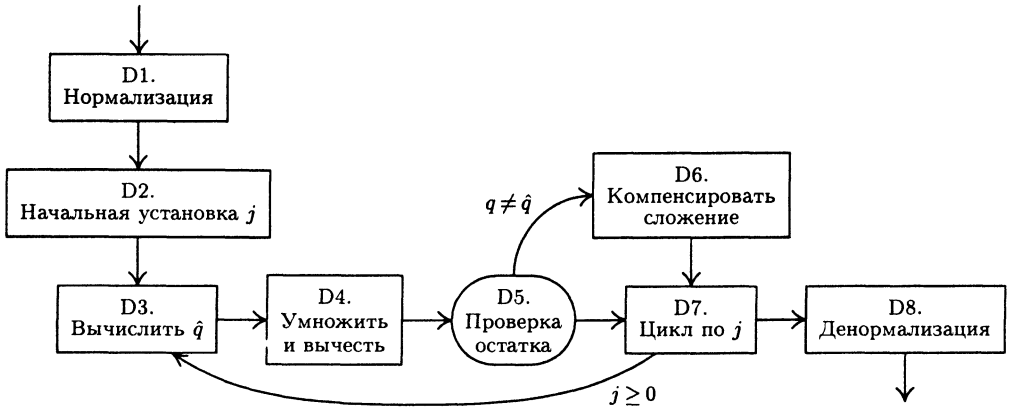 D1.
Нормализация
D2.
Начальная установка j
D3.
Вычислить q̂
D4.
Умножить
и вычесть
D5.
Проверка
остатка
q ≠ q̂
D6.
Компенсировать
сложение
D7.
Цикл по j
D8.
Денормализация
j ≥ 0